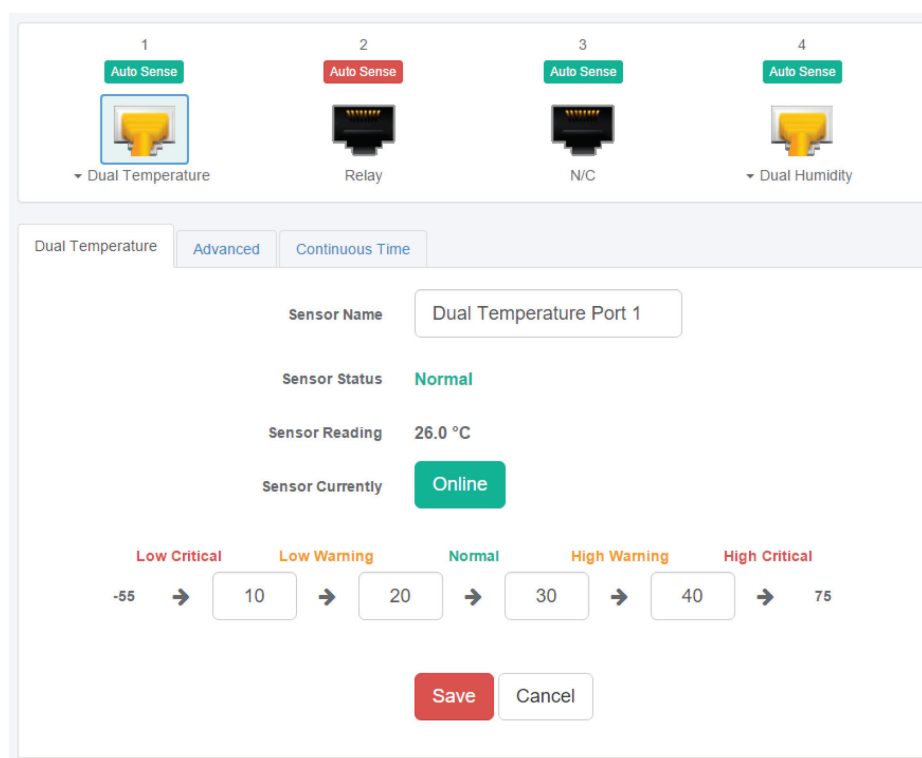 1 2 3 4
Auto Sense Auto Sense Auto Sense Auto Sense
Dual Temperature Relay N/C Dual Humidity
Dual Temperature Advanced Continuous Time
Sensor Name Dual Temperature Port 1
Sensor Status Normal
Sensor Reading 26.0 °C
Sensor Currently Online
Low Critical Low Warning Normal High Warning High Critical
-55 10 20 30 40 75
Save Cancel